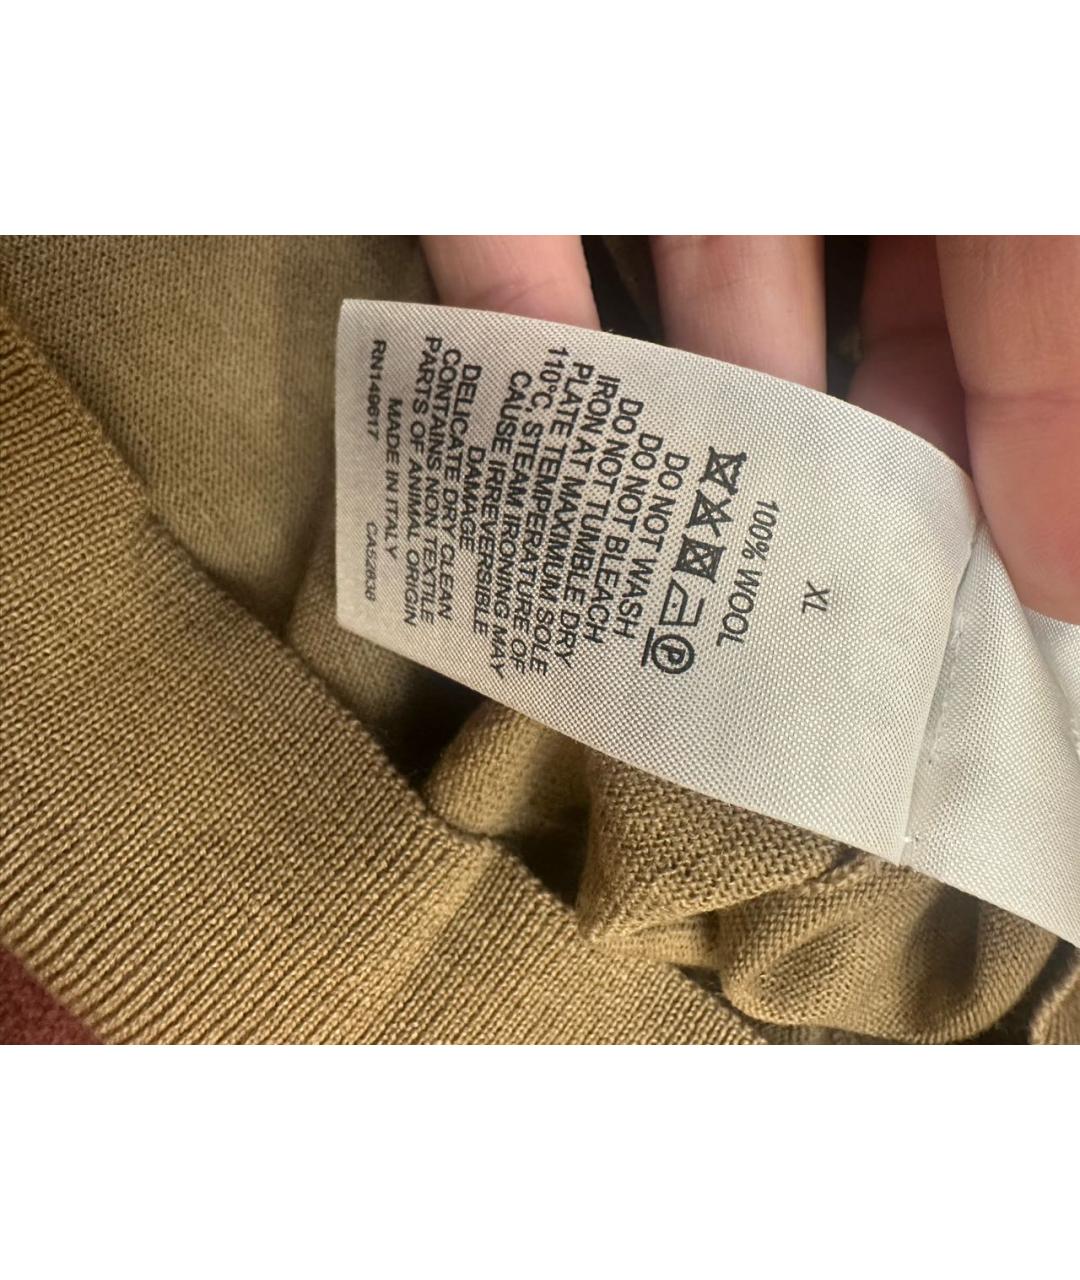 XL
100% WOOL
P
DO NOT WASH
DO NOT BLEACH
DO NOT TUMBLE DRY
IRON AT MAXIMUM SOLE
PLATE TEMPERATURE OF
110°C, STEAM IRONING MAY
CAUSE IRREVERSIBLE
DAMAGE
DELICATE DRY CLEAN
CONTAINS NON TEXTILE
PARTS OF ANIMAL ORIGIN
MADE IN ITALY
RN149617 CA52838